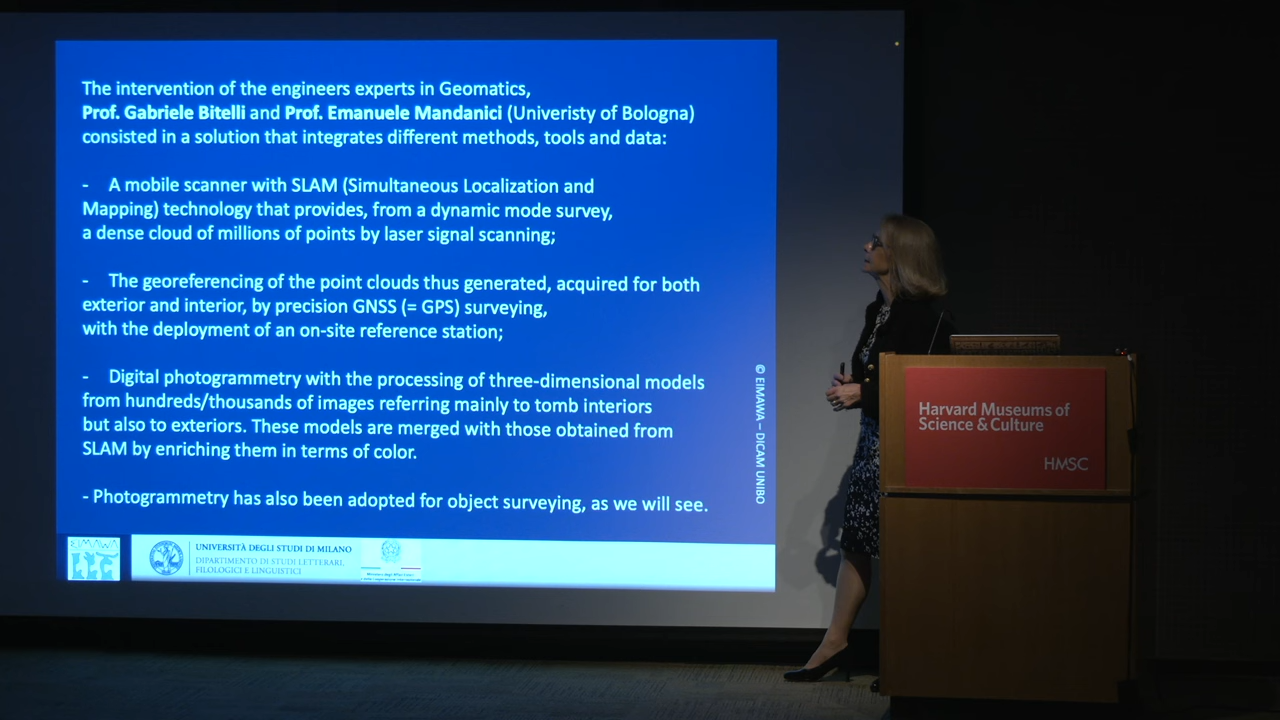 The intervention of the engineers experts in Geomatics,
Prof. Gabriele Bitelli and Prof. Emanuele Mandanici (Univeristy of Bologna)
consisted in a solution that integrates different methods, tools and data:
- A mobile scanner with SLAM (Simultaneous Localization and
Mapping) technology that provides, from a dynamic mode survey,
a dense cloud of millions of points by laser signal scanning;
- The georeferencing of the point clouds thus generated, acquired for both
exterior and interior, by precision GNSS (= GPS) surveying,
with the deployment of an on-site reference station;
- Digital photogrammetry with the processing of three-dimensional models
from hundreds/thousands of images referring mainly to tomb interiors
but also to exteriors. These models are merged with those obtained from
SLAM by enriching them in terms of color.
- Photogrammetry has also been adopted for object surveying, as we will see.
© EIMAWA – DICAM UNIBO
UNIVERSITÀ DEGLI STUDI DI MILANO
DIPARTIMENTO DI STUDI LETTERARI,
FILOLOGICI E LINGUISTICI
Harvard Museums of
Science & Culture
HMSC